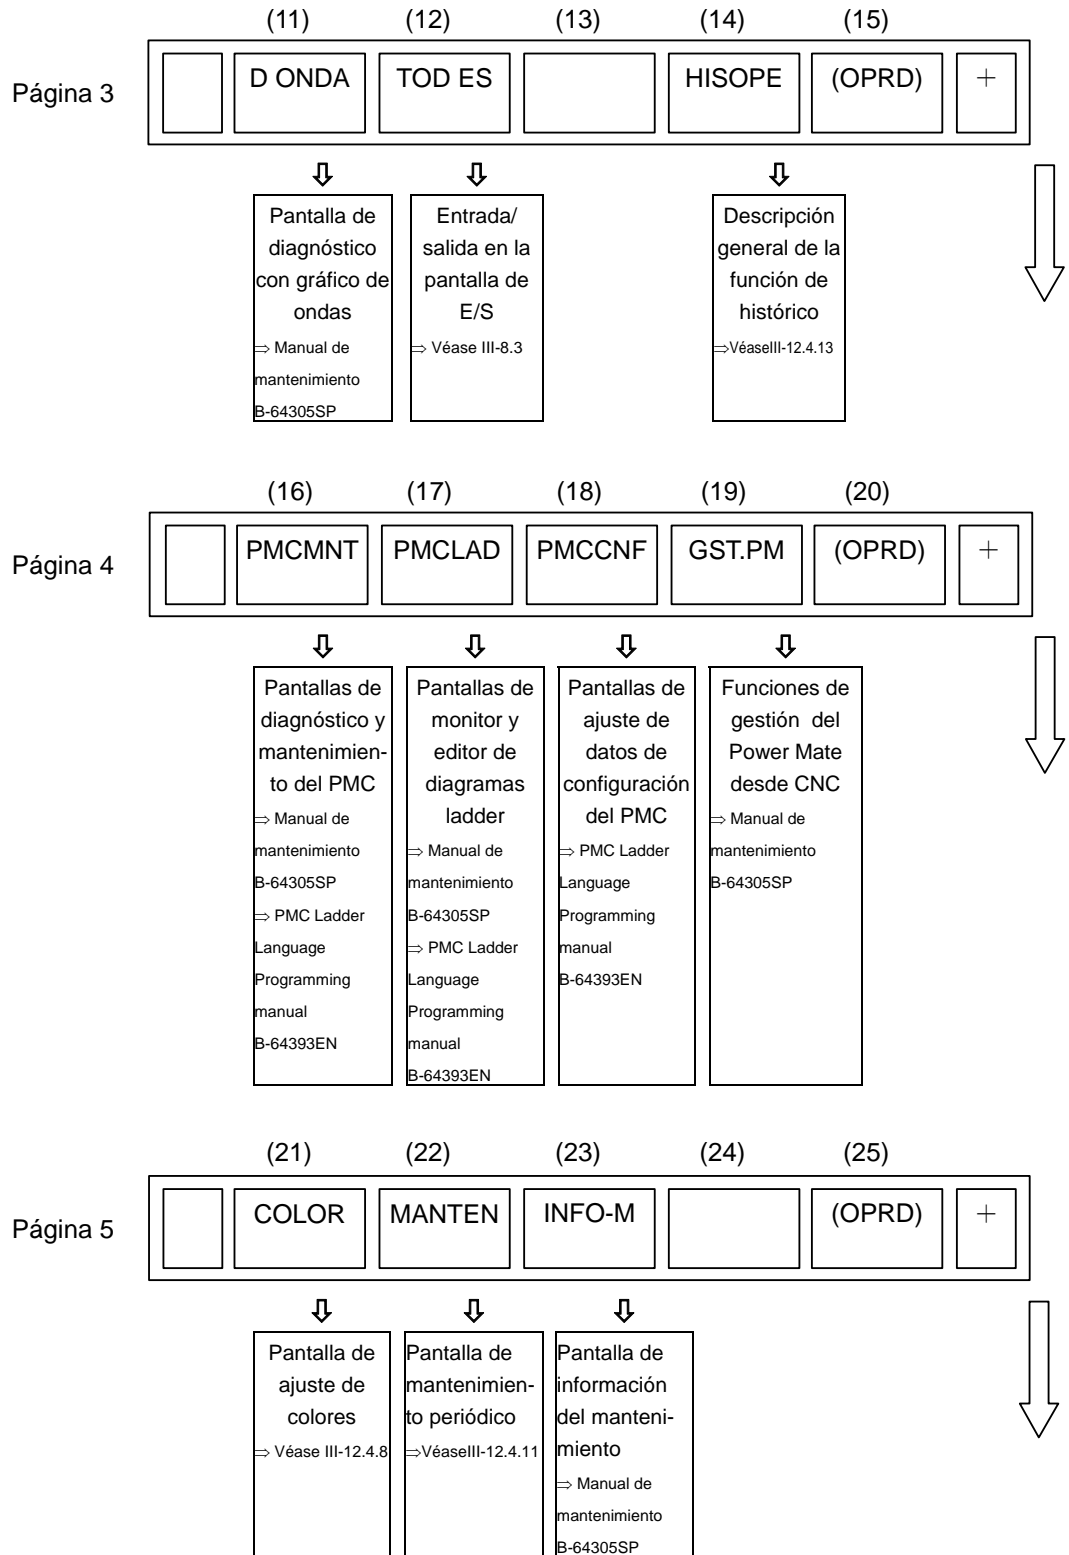 (11) (12) (13) (14) (15)
Página 3
D ONDA TOD ES HISOPE (OPRD) +
Pantalla de
diagnóstico
con gráfico de
ondas
⇒ Manual de
mantenimiento
B-64305SP
Entrada/
salida en la
pantalla de
E/S
⇒ Véase III-8.3
Descripción
general de la
función de
histórico
⇒VéaseIII-12.4.13
(16) (17) (18) (19) (20)
Página 4
PMCMNT PMCLAD PMCCNF GST.PM (OPRD) +
Pantallas de
diagnóstico y
mantenimien-
to del PMC
⇒ Manual de
mantenimiento
B-64305SP
⇒ PMC Ladder
Language
Programming
manual
B-64393EN
Pantallas de
monitor y
editor de
diagramas
ladder
⇒ Manual de
mantenimiento
B-64305SP
⇒ PMC Ladder
Language
Programming
manual
B-64393EN
Pantallas de
ajuste de
datos de
configuración
del PMC
⇒ PMC Ladder
Language
Programming
manual
B-64393EN
Funciones de
gestión del
Power Mate
desde CNC
⇒ Manual de
mantenimiento
B-64305SP
(21) (22) (23) (24) (25)
Página 5
COLOR MANTEN INFO-M (OPRD) +
Pantalla de
ajuste de
colores
⇒ Véase III-12.4.8
Pantalla de
mantenimien-
to periódico
⇒VéaseIII-12.4.11
Pantalla de
información
del manteni-
miento
⇒ Manual de
mantenimiento
B-64305SP